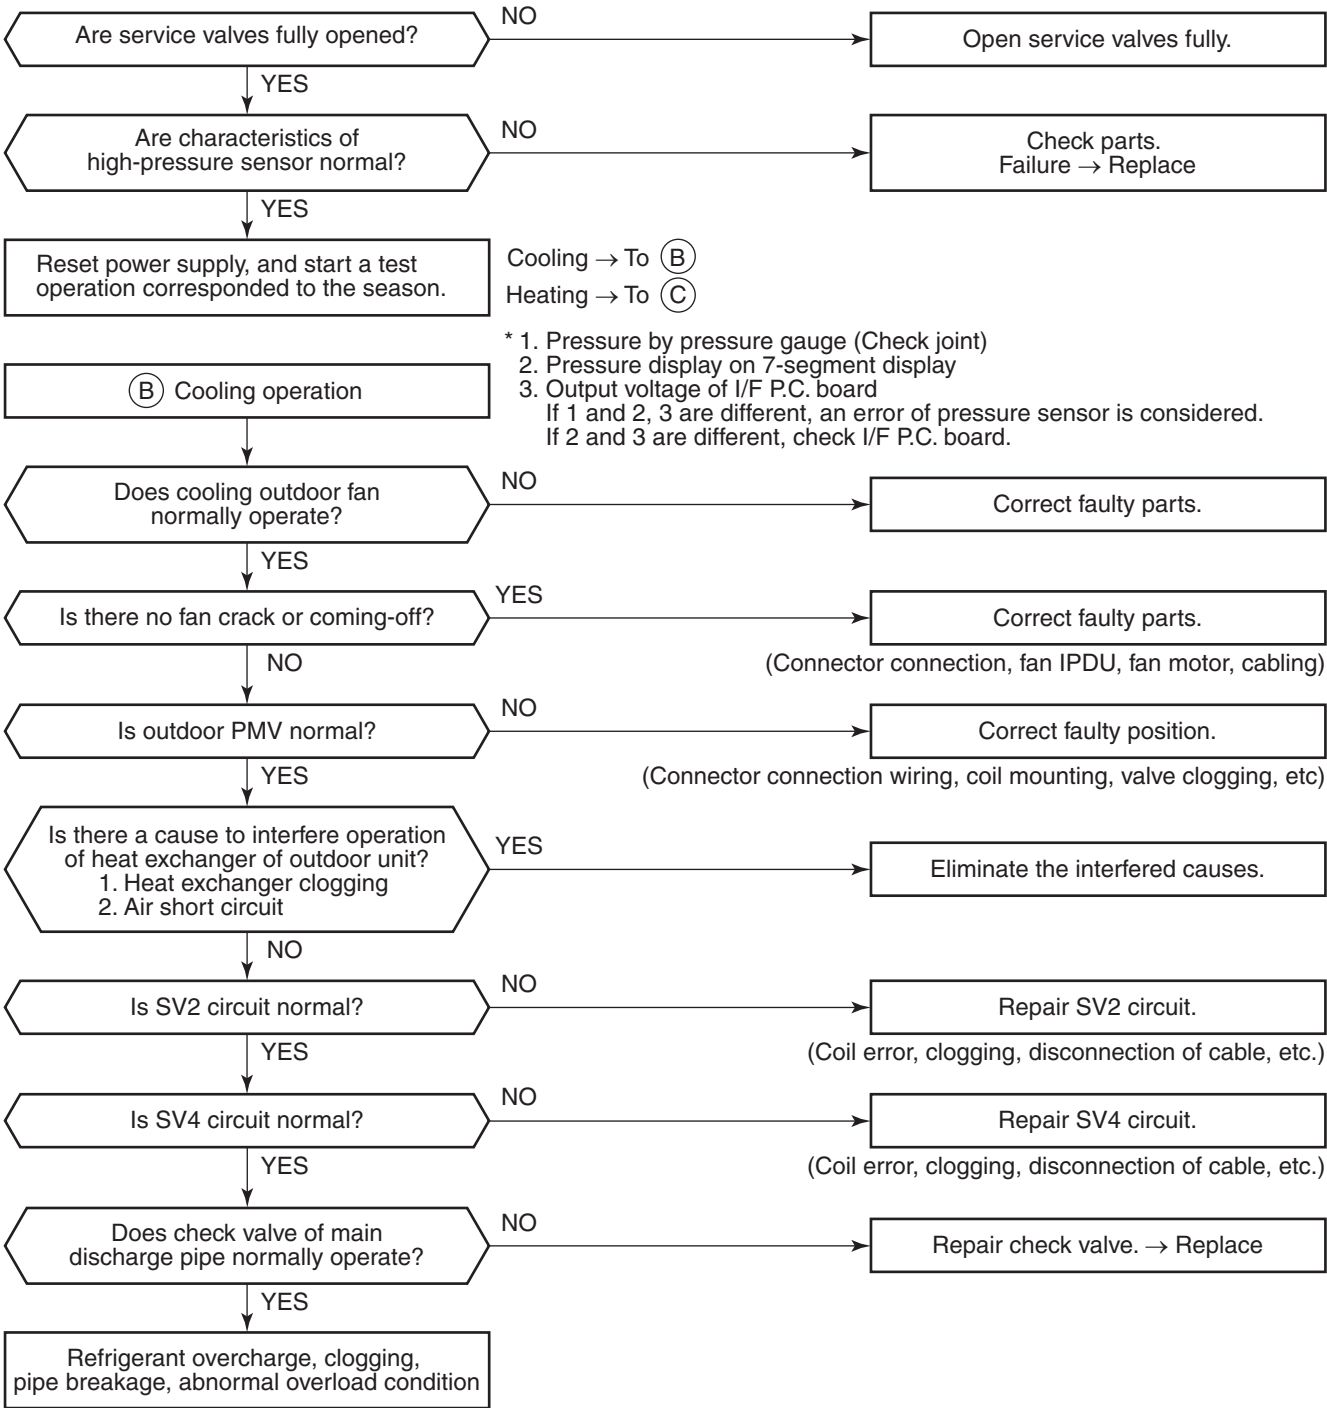 Are service valves fully opened?
NO
Open service valves fully.
YES
Are characteristics of
high-pressure sensor normal?
NO
Check parts.
Failure → Replace
YES
Reset power supply, and start a test
operation corresponded to the season.
Cooling → To B
Heating → To C
* 1. Pressure by pressure gauge (Check joint)
2. Pressure display on 7-segment display
3. Output voltage of I/F P.C. board
If 1 and 2, 3 are different, an error of pressure sensor is considered.
If 2 and 3 are different, check I/F P.C. board.
B Cooling operation
Does cooling outdoor fan
normally operate?
NO
Correct faulty parts.
YES
Is there no fan crack or coming-off?
YES
Correct faulty parts.
(Connector connection, fan IPDU, fan motor, cabling)
NO
Is outdoor PMV normal?
NO
Correct faulty position.
(Connector connection wiring, coil mounting, valve clogging, etc)
YES
Is there a cause to interfere operation
of heat exchanger of outdoor unit?
1. Heat exchanger clogging
2. Air short circuit
YES
Eliminate the interfered causes.
NO
Is SV2 circuit normal?
NO
Repair SV2 circuit.
(Coil error, clogging, disconnection of cable, etc.)
YES
Is SV4 circuit normal?
NO
Repair SV4 circuit.
(Coil error, clogging, disconnection of cable, etc.)
YES
Does check valve of main
discharge pipe normally operate?
NO
Repair check valve. → Replace
YES
Refrigerant overcharge, clogging,
pipe breakage, abnormal overload condition